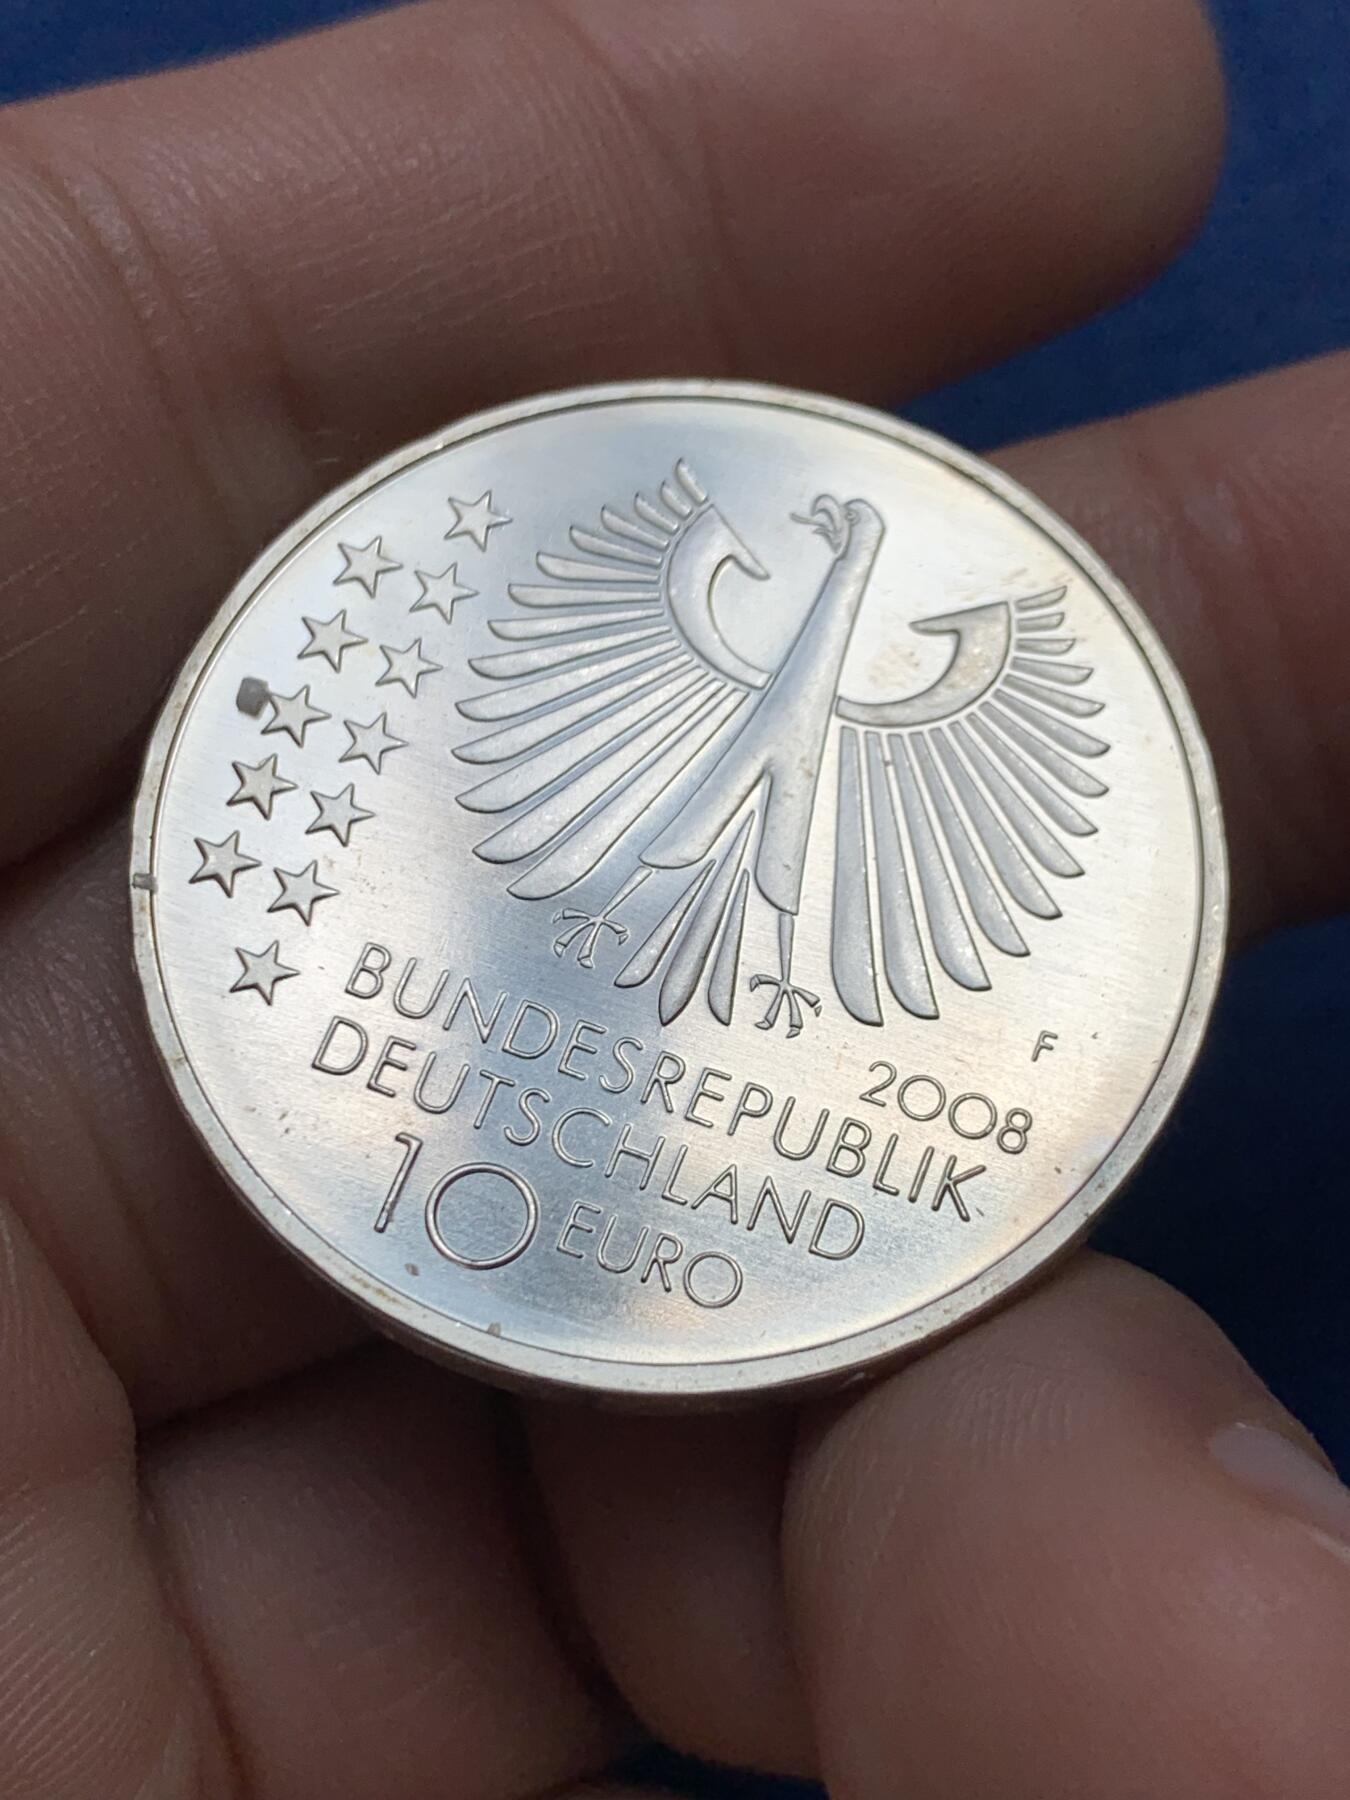 F
2008
BUNDESREPUBLIK
DEUTSCHLAND
10 EURO